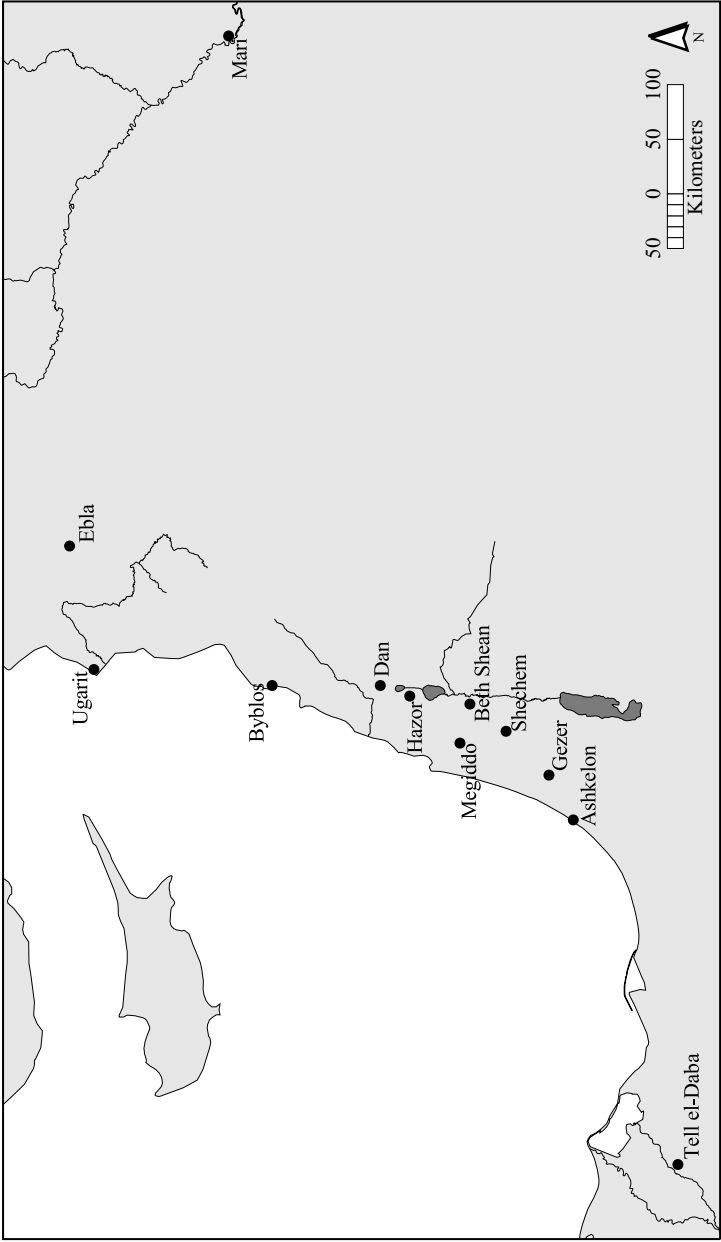 Mari
Ebla
Ugarit
Byblos
Dan
Hazor
Beth Shean
Megiddo
Shechem
Gezer
Ashkelon
Tell el-Daba
N
50 0 50 100
Kilometers